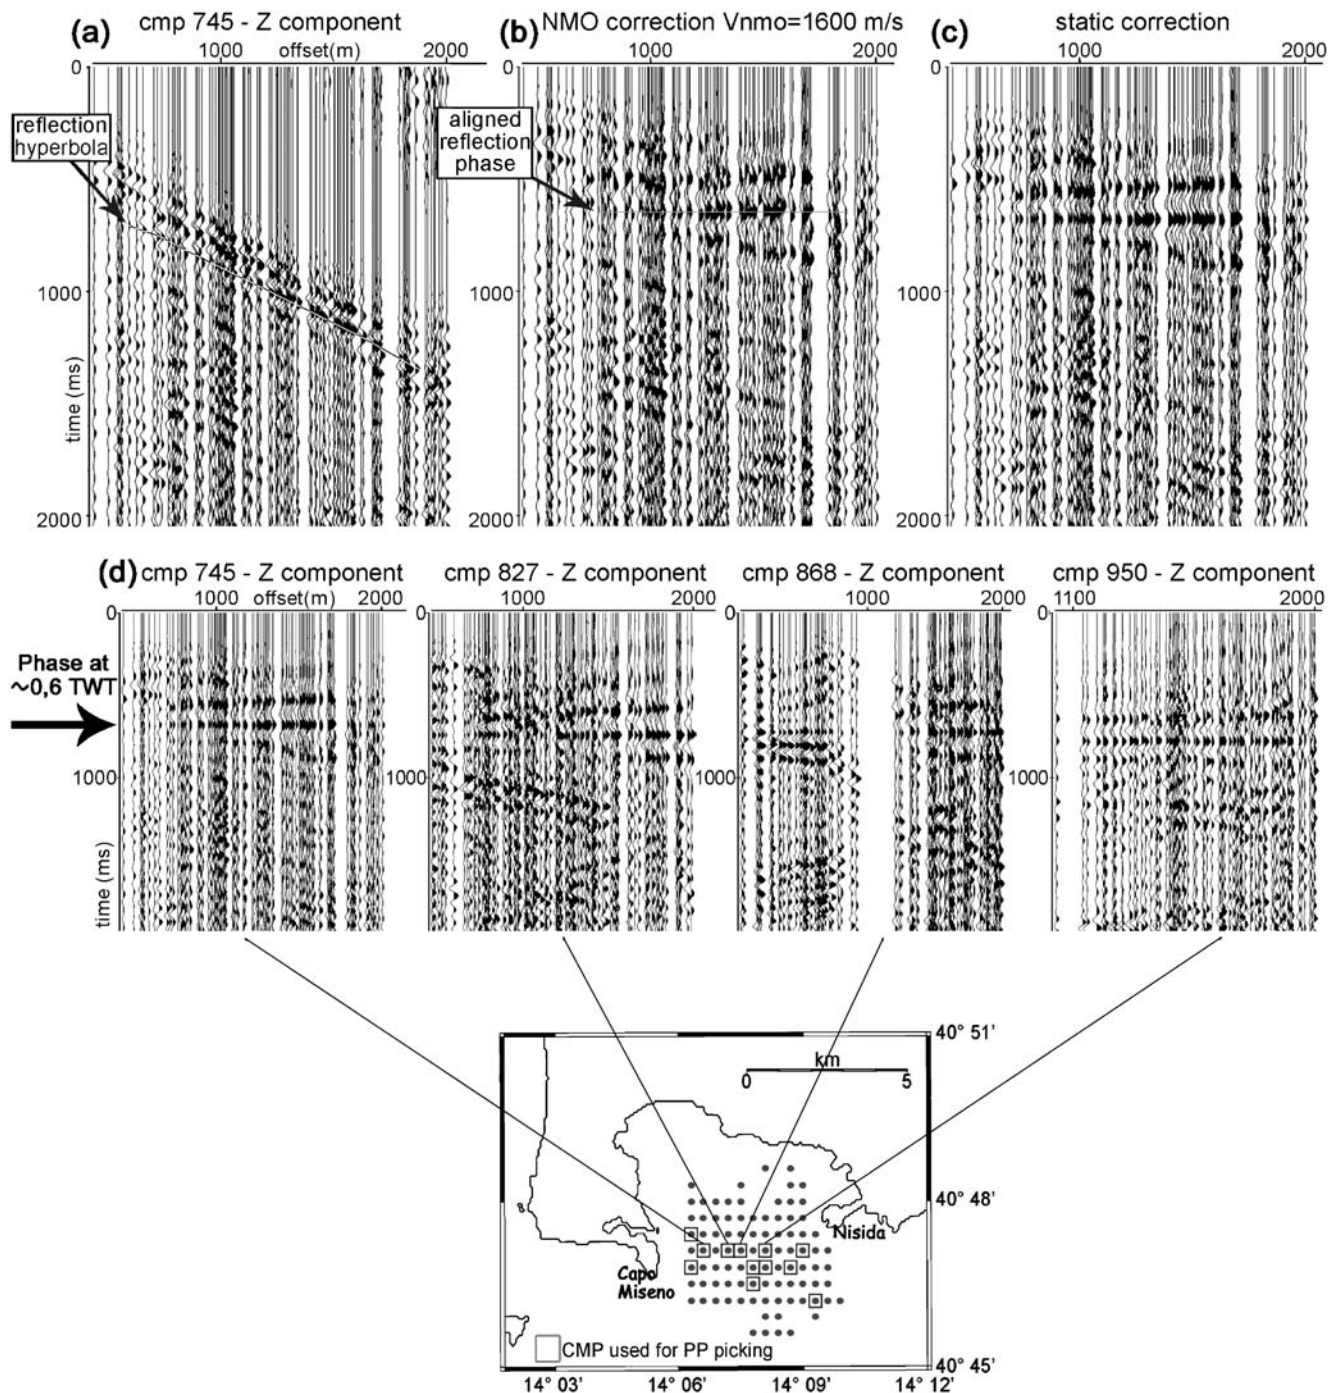 (a) cmp 745 - Z component
offset(m)
1000 2000
0
reflection
hyperbola
1000
time (ms)
2000
(b) NMO correction Vnmo=1600 m/s
1000 2000
0
aligned
reflection
phase
1000
2000
(c) static correction
1000 2000
0
1000
2000
(d) cmp 745 - Z component
1000 offset(m) 2000
0
Phase at
~0,6 TWT
1000
time (ms)
cmp 827 - Z component
1000 2000
0
1000
cmp 868 - Z component
1000 2000
0
1000
cmp 950 - Z component
1100 2000
0
1000
40° 51'
km
0 5
40° 48'
Nisida
Capo
Miseno
CMP used for PP picking
40° 45'
14° 03' 14° 06' 14° 09' 14° 12'